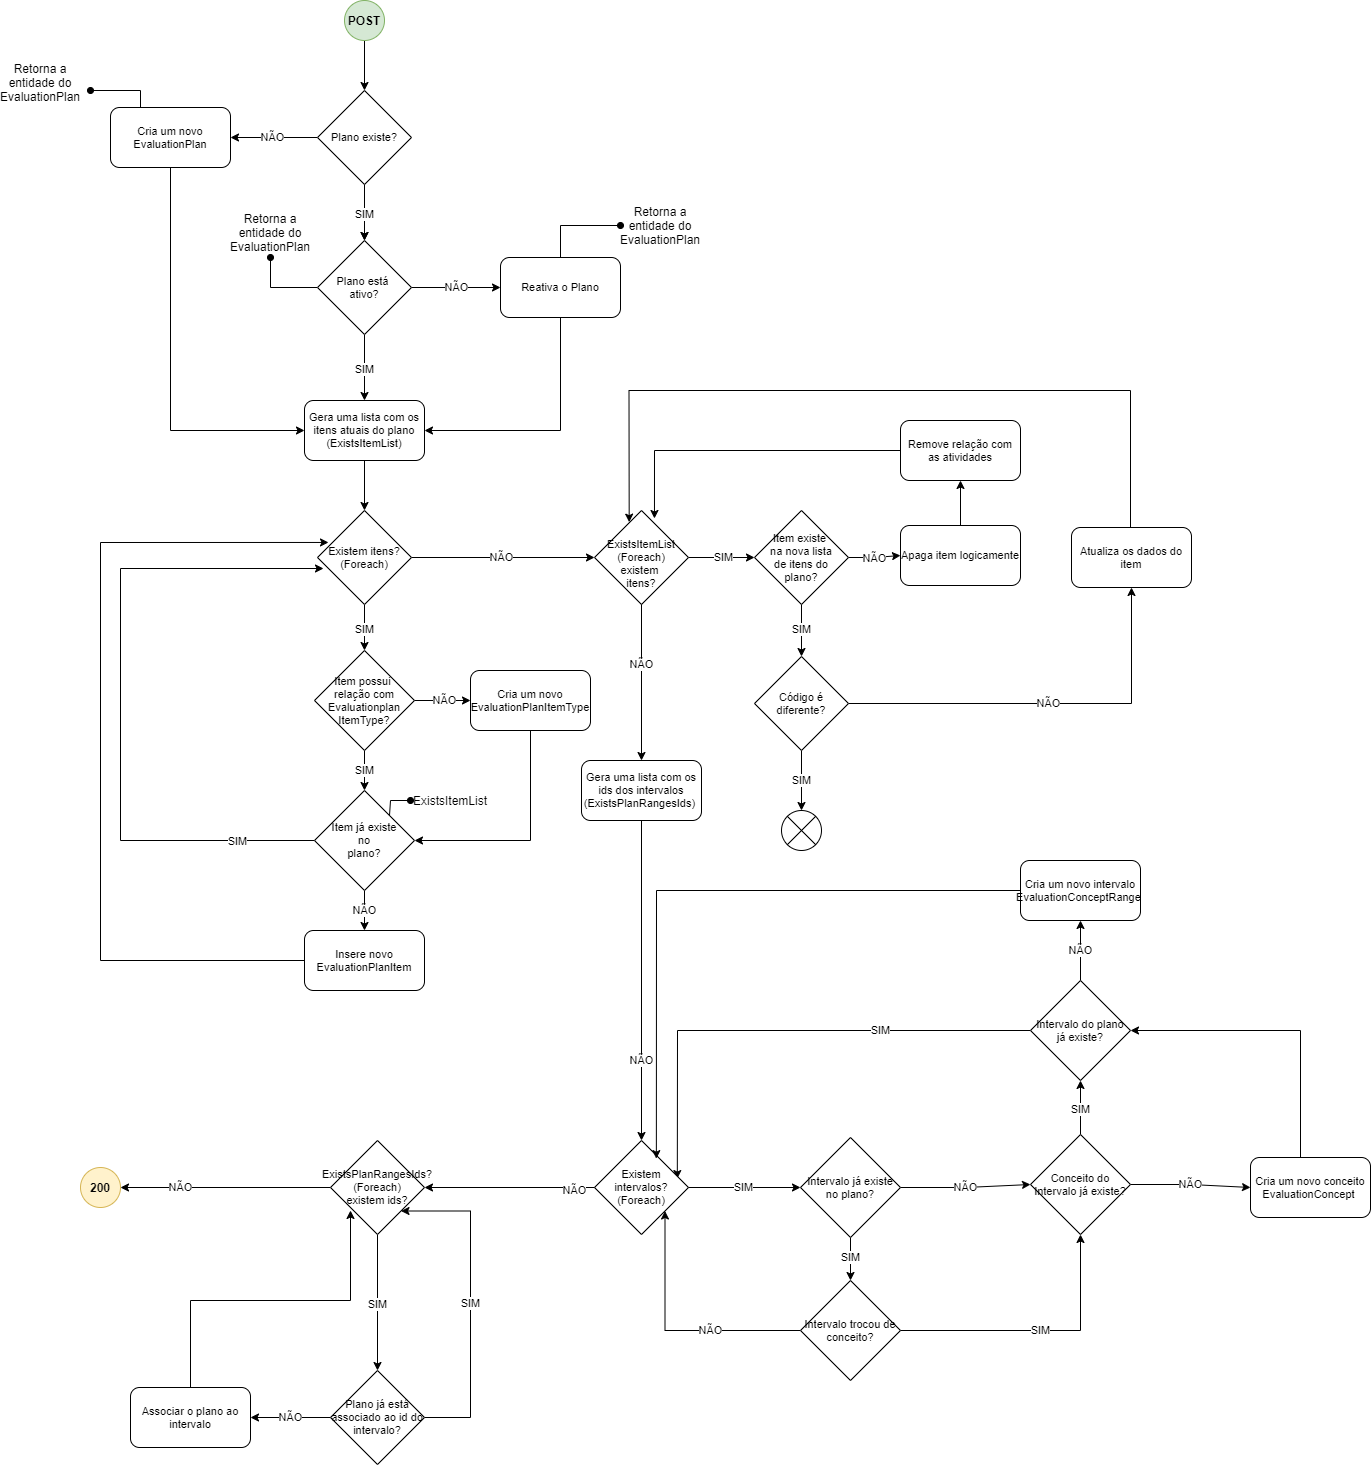 POST
Retorna a
entidade do
EvaluationPlan
Cria um novo
EvaluationPlan
NÃO
Plano existe?
SIM
Retorna a
entidade do
EvaluationPlan
Retorna a
entidade do
EvaluationPlan
Plano está
ativo?
NÃO
Reativa o Plano
SIM
Gera uma lista com os
itens atuais do plano
(ExistsItemList)
Remove relação com
as atividades
Existem itens?
(Foreach)
NÃO
ExistsItemList
(Foreach)
existem
itens?
SIM
Item existe
na nova lista
de itens do
plano?
NÃO
Apaga item logicamente
Atualiza os dados do
item
SIM
SIM
NÃO
Item possui
relação com
Evaluationplan
ItemType?
NÃO
Cria um novo
EvaluationPlanItemType
Código é
diferente?
NÃO
SIM
SIM
Gera uma lista com os
ids dos intervalos
(ExistsPlanRangesIds)
ExistsItemList
Item já existe
no
plano?
SIM
NÃO
Insere novo
EvaluationPlanItem
Cria um novo intervalo
EvaluationConceptRange
NÃO
Intervalo do plano
já existe?
SIM
NÃO
SIM
200
NÃO
ExistsPlanRangesIds?
(Foreach)
existem ids?
NÃO
Existem
intervalos?
(Foreach)
SIM
Intervalo já existe
no plano?
NÃO
Conceito do
intervalo já existe?
NÃO
Cria um novo conceito
EvaluationConcept
SIM
SIM
SIM
NÃO
Intervalo trocou de
conceito?
SIM
Associar o plano ao
intervalo
NÃO
Plano já está
associado ao id do
intervalo?